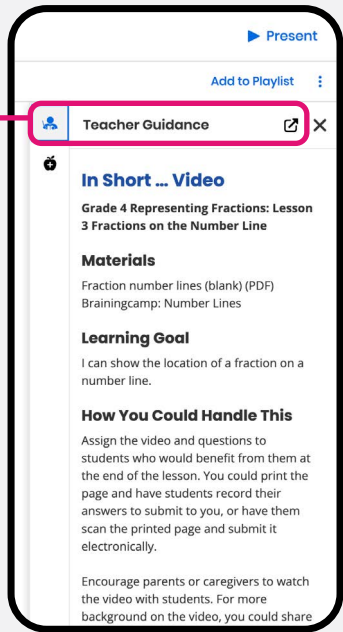 Present
Add to Playlist
Teacher Guidance
In Short ... Video
Grade 4 Representing Fractions: Lesson
3 Fractions on the Number Line
Materials
Fraction number lines (blank) (PDF)
Brainingcamp: Number Lines
Learning Goal
I can show the location of a fraction on a
number line.
How You Could Handle This
Assign the video and questions to
students who would benefit from them at
the end of the lesson. You could print the
page and have students record their
answers to submit to you, or have them
scan the printed page and submit it
electronically.
Encourage parents or caregivers to watch
the video with students. For more
background on the video, you could share